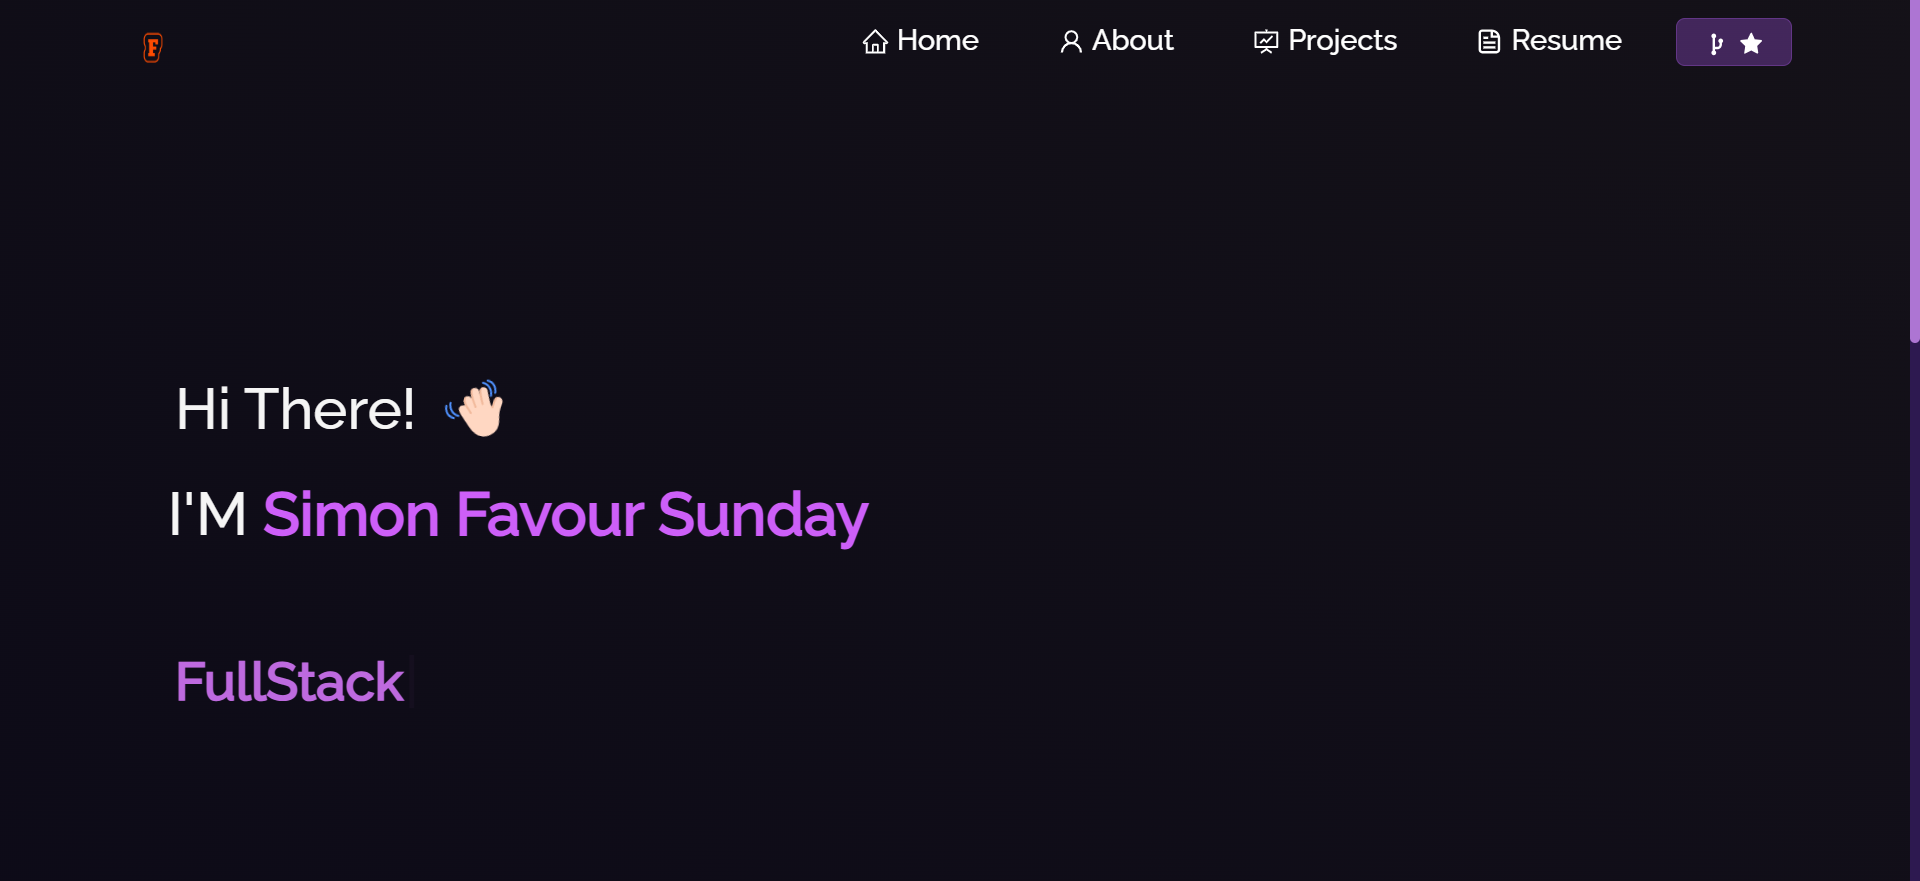 F
Home
About
Projects
Resume
Hi There! 👋🏻
I'M Simon Favour Sunday
FullStack